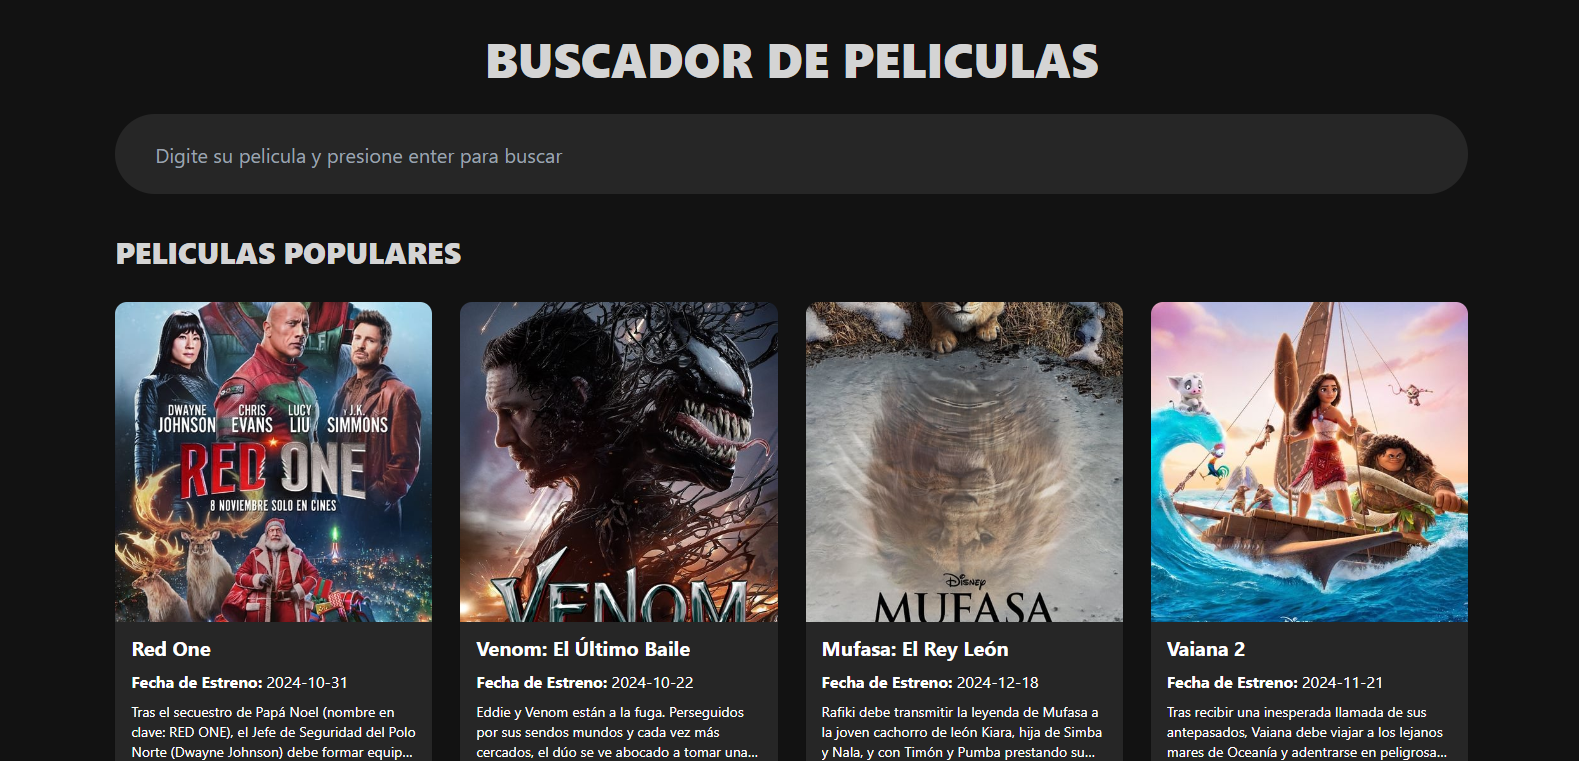 BUSCADOR DE PELICULAS
Digite su pelicula y presione enter para buscar
PELICULAS POPULARES
DWAYNE JOHNSON
CHRIS EVANS
LUCY LIU
Y J.K. SIMMONS
RED ONE
8 NOVIEMBRE SOLO EN CINES
VENOM
DISNEY
MUFASA
Red One
Fecha de Estreno: 2024-10-31
Tras el secuestro de Papá Noel (nombre en
clave: RED ONE), el Jefe de Seguridad del Polo
Norte (Dwayne Johnson) debe formar equip...
Venom: El Último Baile
Fecha de Estreno: 2024-10-22
Eddie y Venom están a la fuga. Perseguidos
por sus sendos mundos y cada vez más
cercados, el dúo se ve abocado a tomar una...
Mufasa: El Rey León
Fecha de Estreno: 2024-12-18
Rafiki debe transmitir la leyenda de Mufasa a
la joven cachorro de león Kiara, hija de Simba
y Nala, y con Timón y Pumba prestando su...
Vaiana 2
Fecha de Estreno: 2024-11-21
Tras recibir una inesperada llamada de sus
antepasados, Vaiana debe viajar a los lejanos
mares de Oceanía y adentrarse en peligrosa...